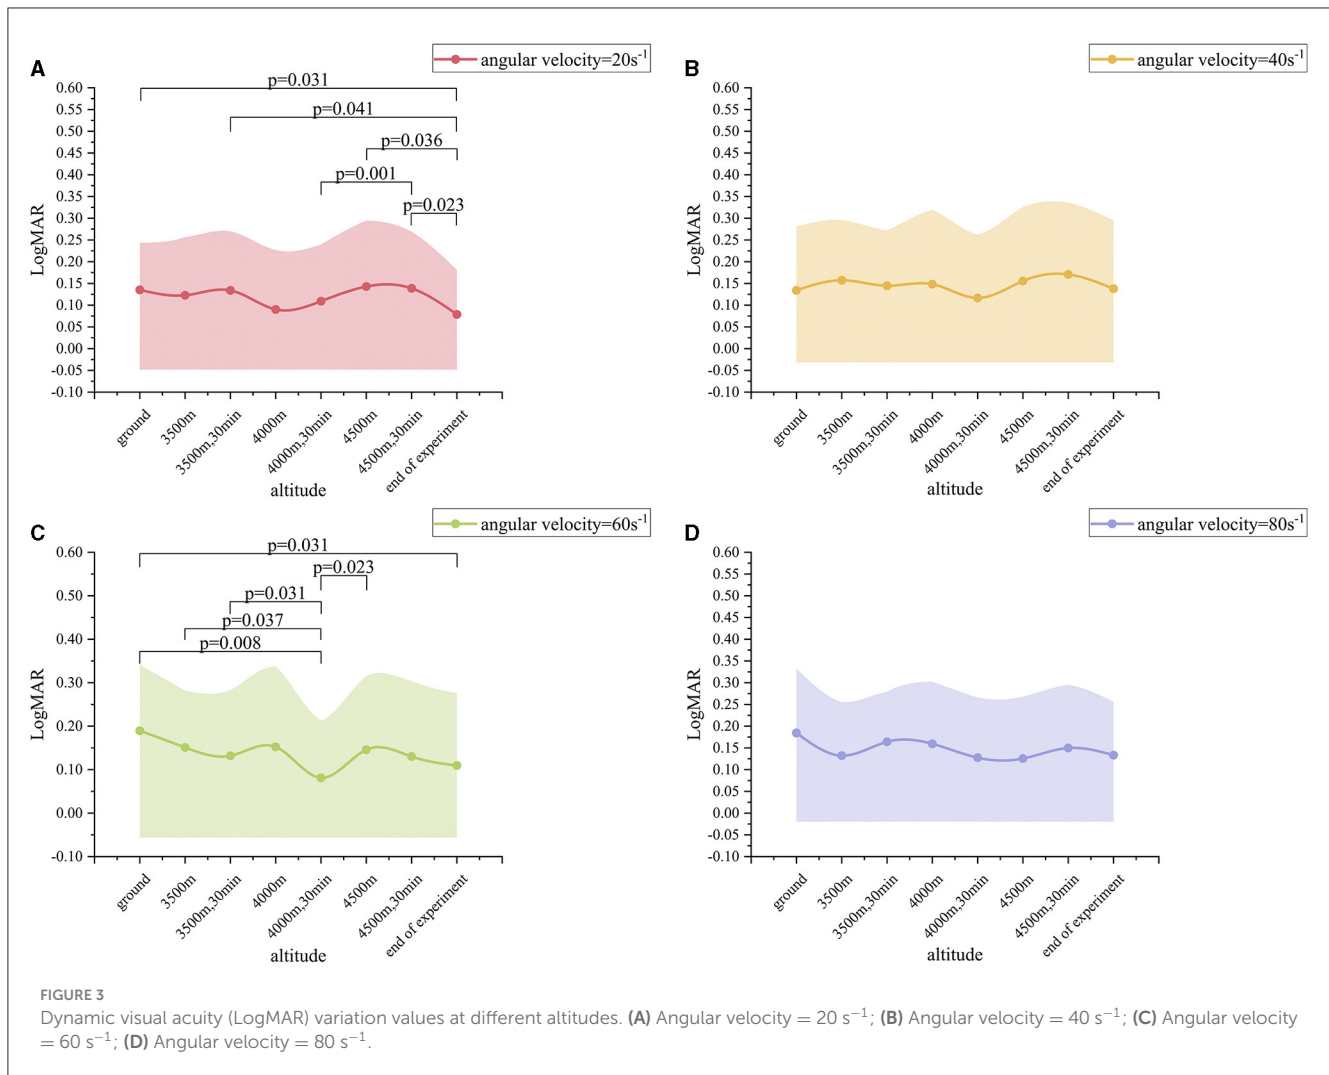 A
angular velocity=20s⁻¹
p=0.031
p=0.041
p=0.036
p=0.001
p=0.023
0.60
0.55
0.50
0.45
0.40
0.35
0.30
0.25
0.20
0.15
0.10
0.05
0.00
-0.05
-0.10
LogMAR
ground
3500m
3500m,30min
4000m
4000m,30min
4500m
4500m,30min
end of experiment
altitude
B
angular velocity=40s⁻¹
0.60
0.55
0.50
0.45
0.40
0.35
0.30
0.25
0.20
0.15
0.10
0.05
0.00
-0.05
-0.10
LogMAR
ground
3500m
3500m,30min
4000m
4000m,30min
4500m
4500m,30min
end of experiment
altitude
C
angular velocity=60s⁻¹
p=0.031
p=0.023
p=0.031
p=0.037
p=0.008
0.60
0.50
0.40
0.30
0.20
0.10
0.00
-0.10
LogMAR
ground
3500m
3500m,30min
4000m
4000m,30min
4500m
4500m,30min
end of experiment
altitude
D
angular velocity=80s⁻¹
0.60
0.55
0.50
0.45
0.40
0.35
0.30
0.25
0.20
0.15
0.10
0.05
0.00
-0.05
-0.10
LogMAR
ground
3500m
3500m,30min
4000m
4000m,30min
4500m
4500m,30min
end of experiment
altitude
FIGURE 3
Dynamic visual acuity (LogMAR) variation values at different altitudes. (A) Angular velocity = 20 s⁻¹; (B) Angular velocity = 40 s⁻¹; (C) Angular velocity
= 60 s⁻¹; (D) Angular velocity = 80 s⁻¹.